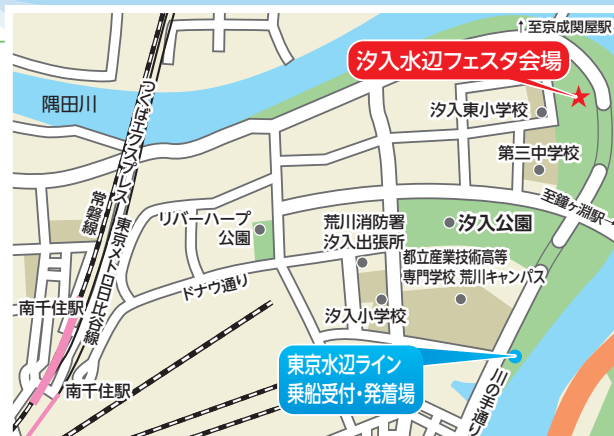 ↑至京成関屋駅
汐入水辺フェスタ会場
隅田川
汐入東小学校
第三中学校
つくばエクスプレス
東京メトロ日比谷線
常磐線
至鐘ヶ淵駅→
リバーハープ
公園
荒川消防署
汐入出張所
汐入公園
都立産業技術高等
専門学校 荒川キャンパス
ドナウ通り
南千住駅
汐入小学校
東京水辺ライン
乗船受付・発着場
川の手通り
南千住駅